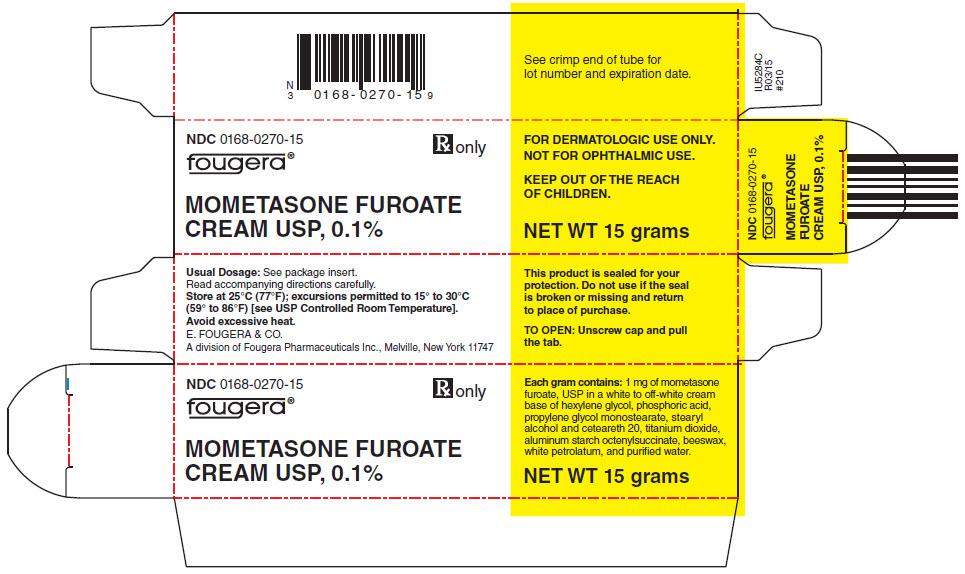 N
3 0168-0270-15 9
See crimp end of tube for
lot number and expiration date.
IU5284C
R03/15
#210
NDC 0168-0270-15
fougera®
Rx only
MOMETASONE FUROATE
CREAM USP, 0.1%
FOR DERMATOLOGIC USE ONLY.
NOT FOR OPHTHALMIC USE.
KEEP OUT OF THE REACH
OF CHILDREN.
NET WT 15 grams
NDC 0168-0270-15
fougera®
MOMETASONE
FUROATE
CREAM USP, 0.1%
Usual Dosage: See package insert.
Read accompanying directions carefully.
Store at 25°C (77°F); excursions permitted to 15° to 30°C
(59° to 86°F) [see USP Controlled Room Temperature].
Avoid excessive heat.
E. FOUGERA & CO.
A division of Fougera Pharmaceuticals Inc., Melville, New York 11747
This product is sealed for your
protection. Do not use if the seal
is broken or missing and return
to place of purchase.
TO OPEN: Unscrew cap and pull
the tab.
NDC 0168-0270-15
fougera®
Rx only
MOMETASONE FUROATE
CREAM USP, 0.1%
Each gram contains: 1 mg of mometasone
furoate, USP in a white to off-white cream
base of hexylene glycol, phosphoric acid,
propylene glycol monostearate, stearyl
alcohol and ceteareth 20, titanium dioxide,
aluminum starch octenylsuccinate, beeswax,
white petrolatum, and purified water.
NET WT 15 grams